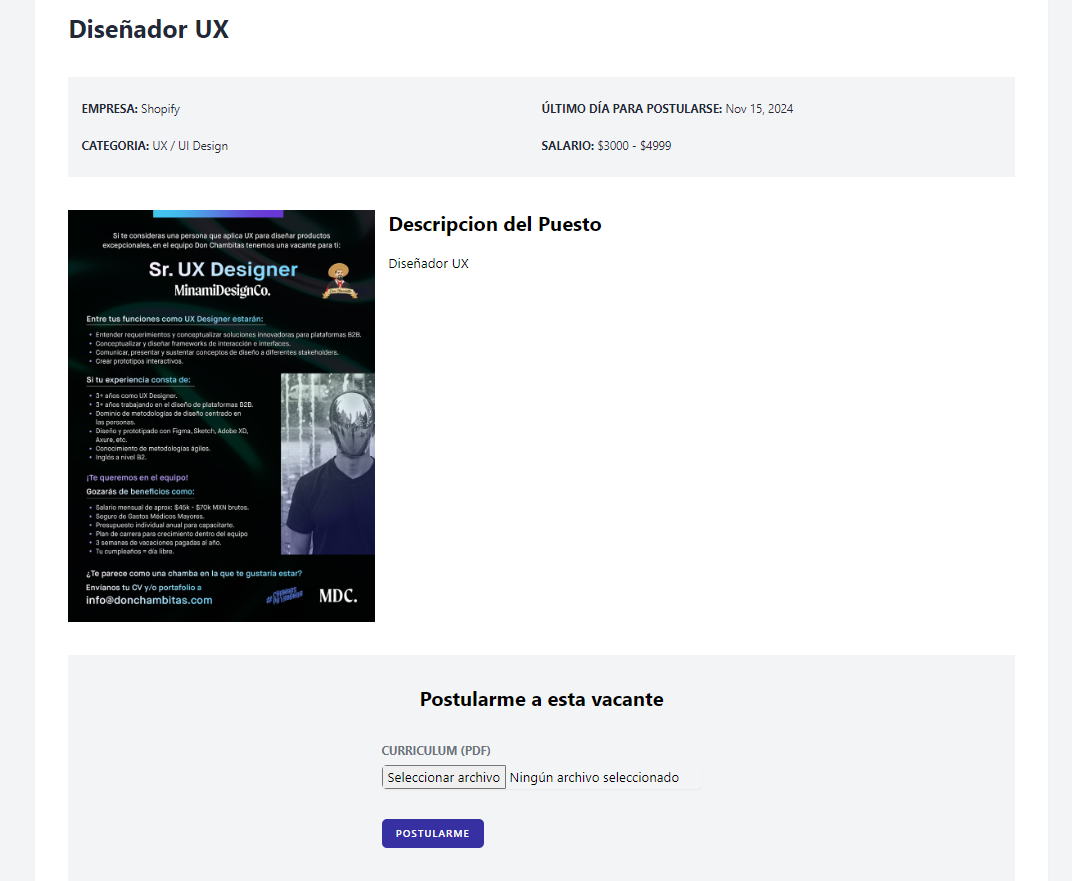 Diseñador UX
EMPRESA: Shopify
ÚLTIMO DÍA PARA POSTULARSE: Nov 15, 2024
CATEGORIA: UX / UI Design
SALARIO: $3000 - $4999
Si te consideras una persona que aplica UX para diseñar productos
excepcionales, en el equipo Don Chambitas tenemos una vacante para ti:
Sr. UX Designer
MinamiDesignCo.
Entre tus funciones como UX Designer estarán:
• Entender requerimientos y conceptualizar soluciones innovadoras para plataformas B2B.
• Conceptualizar y diseñar frameworks de interacción e interfaces.
• Comunicar, presentar y sustentar conceptos de diseño a diferentes stakeholders.
• Crear prototipos interactivos.
Si tu experiencia consta de:
• 3+ años como UX Designer.
• 3+ años trabajando en el diseño de plataformas B2B.
• Dominio de metodologías de diseño centrado en
las personas.
• Diseño y prototipado con Figma, Sketch, Adobe XD,
Axure, etc.
• Conocimiento de metodologías ágiles.
• Inglés a nivel B2.
¡Te queremos en el equipo!
Gozarás de beneficios como:
• Salario mensual de aprox: $45k - $70k MXN brutos.
• Seguro de Gastos Médicos Mayores.
• Presupuesto individual anual para capacitarte.
• Plan de carrera para crecimiento dentro del equipo
• 3 semanas de vacaciones pagadas al año.
• Tu cumpleaños = día libre.
¿Te parece como una chamba en la que te gustaría estar?
Envíanos tu CV y/o portafolio a
info@donchambitas.com
MDC.
Descripcion del Puesto
Diseñador UX
Postularme a esta vacante
CURRICULUM (PDF)
Seleccionar archivo Ningún archivo seleccionado
POSTULARME